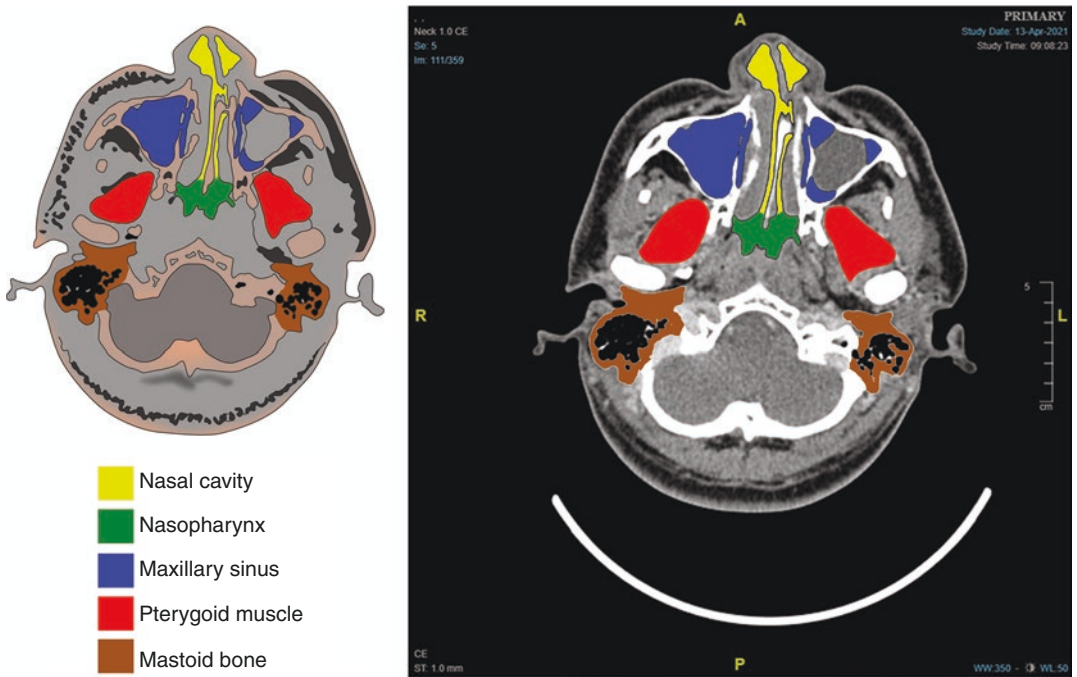 Nasal cavity
Nasopharynx
Maxillary sinus
Pterygoid muscle
Mastoid bone
. .
Neck 1.0 CE
Se: 5
Im: 111/359
A
PRIMARY
Study Date: 13-Apr-2021
Study Time: 09:08:23
R
L
5
cm
CE
ST: 1.0 mm
P
WW:350 - WL:50